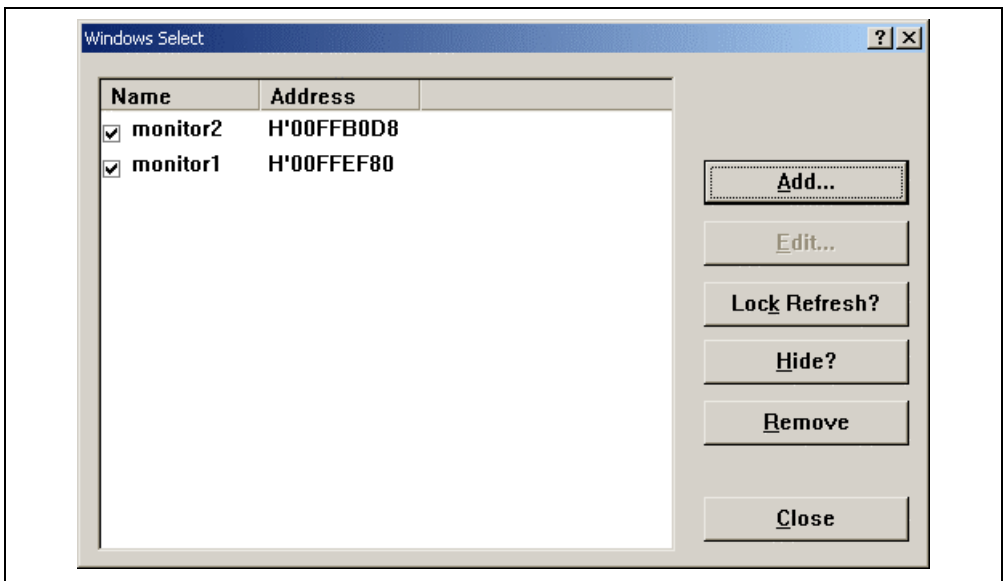 Windows Select
Name Address
monitor2 H'00FFB0D8
monitor1 H'00FFEF80
Add...
Edit...
Lock Refresh?
Hide?
Remove
Close